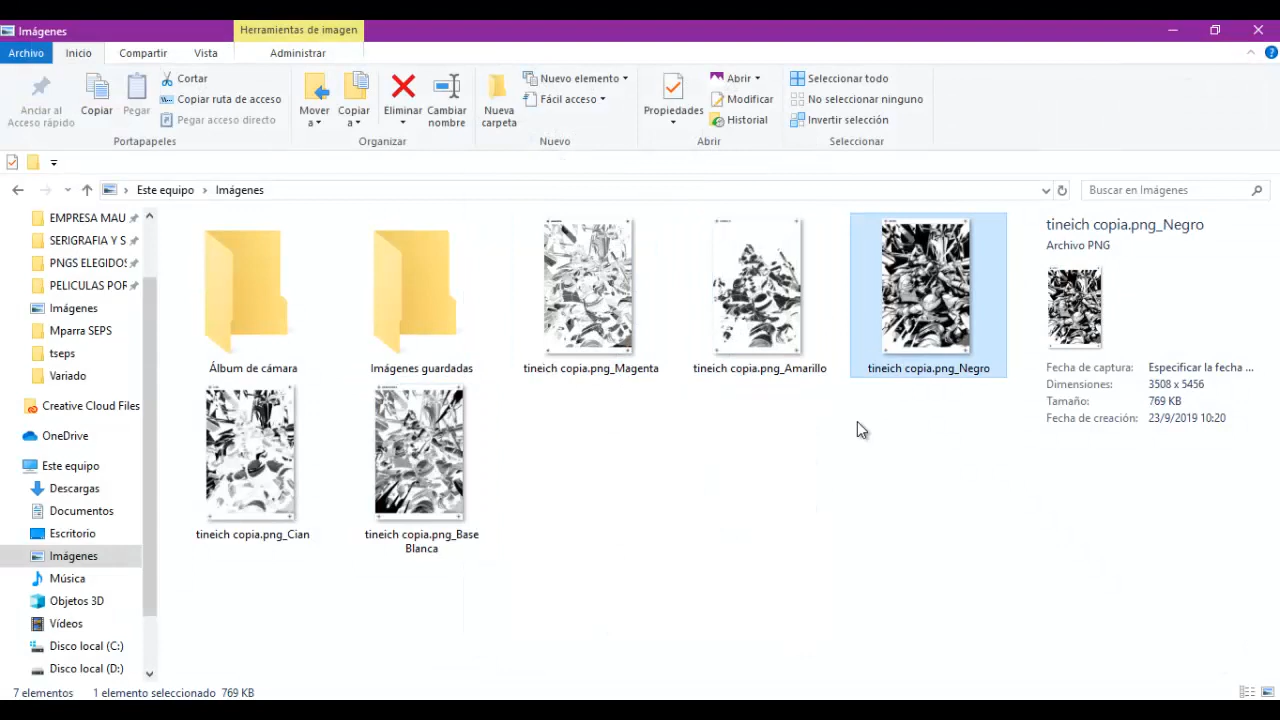 Imágenes
Herramientas de imagen
Archivo
Inicio
Compartir
Vista
Administrar
Anclar al
Acceso rápido
Copiar
Pegar
Cortar
Copiar ruta de acceso
Pegar acceso directo
Portapapeles
Mover
a
Copiar
a
Eliminar
Cambiar
nombre
Organizar
Nueva
carpeta
Nuevo elemento
Fácil acceso
Nuevo
Propiedades
Abrir
Modificar
Historial
Abrir
Seleccionar todo
No seleccionar ninguno
Invertir selección
Seleccionar
Este equipo > Imágenes
Buscar en Imágenes
EMPRESA MAU
SERIGRAFIA Y S
PNGS ELEGIDOS
PELICULAS POR
Imágenes
Mparra SEPS
tseps
Variado
Creative Cloud Files
OneDrive
Este equipo
Descargas
Documentos
Escritorio
Imágenes
Música
Objetos 3D
Vídeos
Disco local (C:)
Disco local (D:)
Álbum de cámara
Imágenes guardadas
tineich copia.png_Magenta
tineich copia.png_Amarillo
tineich copia.png_Negro
tineich copia.png_Cian
tineich copia.png_Base
Blanca
tineich copia.png_Negro
Archivo PNG
Fecha de captura: Especificar la fecha ...
Dimensiones: 3508 x 5456
Tamaño: 769 KB
Fecha de creación: 23/9/2019 10:20
7 elementos
1 elemento seleccionado 769 KB